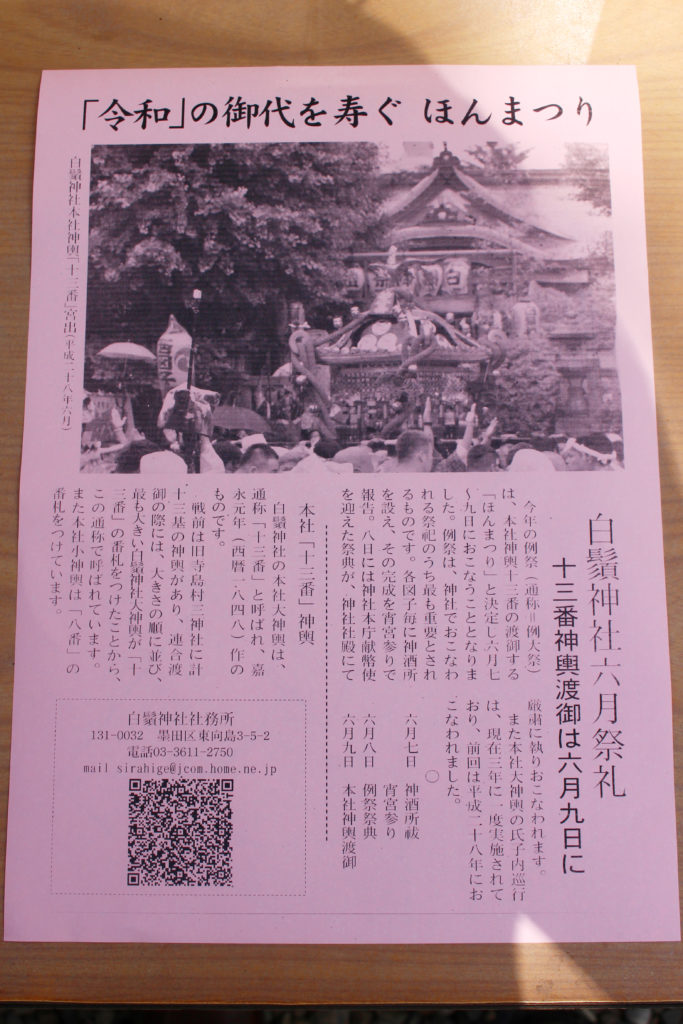 「令和」の御代を寿ぐ ほんまつり
白鬚神社本社神輿「十三番」宮出(平成二十八年六月)
白鬚神社六月祭礼
十三番神輿渡御は六月九日に
今年の例祭(通称=例大祭)
は、本社神輿十三番の渡御する
「ほんまつり」と決定し六月七
~九日におこなうこととなりま
した。例祭は、神社でおこなわ
れる祭祀のうち最も重要とされ
るものです。各図子毎に神酒所
を設え、その完成を宵宮参りで
報告。八日には神社本庁献幣使
を迎えた祭典が、神社社殿にて
厳粛に執りおこなわれます。
また本社大神輿の氏子内巡行
は、現在三年に一度実施されて
おり、前回は平成二十八年にお
こなわれました。
○
六月七日 神酒所祓
宵宮参り
六月八日 例祭祭典
六月九日 本社神輿渡御
本社「十三番」神輿
白鬚神社の本社大神輿は、
通称「十三番」と呼ばれ、嘉
永元年(西暦一八四八)作の
ものです。
戦前は旧寺島村三神社に計
十三基の神輿があり、連合渡
御の際には、大きさの順に並び、
最も大きい白鬚神社大神輿が「十
三番」の番札をつけたことから、
この通称で呼ばれています。
また本社小神輿は「八番」の
番札をつけています。
白鬚神社社務所
131-0032 墨田区東向島3-5-2
電話03-3611-2750
mail sirahige@jcom.home.ne.jp